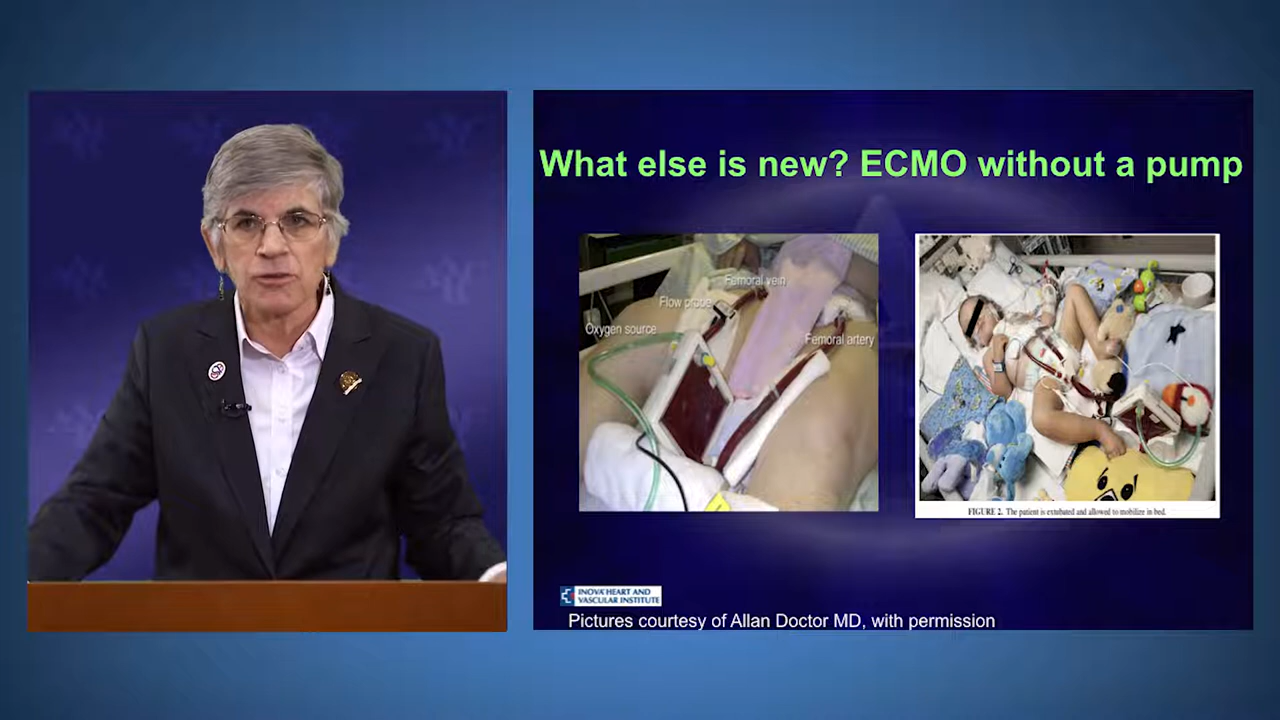 What else is new? ECMO without a pump
Femoral vein
Flow probe
Oxygen source
Femoral artery
FIGURE 2. The patient is extubated and allowed to mobilize in bed.
INOVA HEART AND
VASCULAR INSTITUTE
Pictures courtesy of Allan Doctor MD, with permission